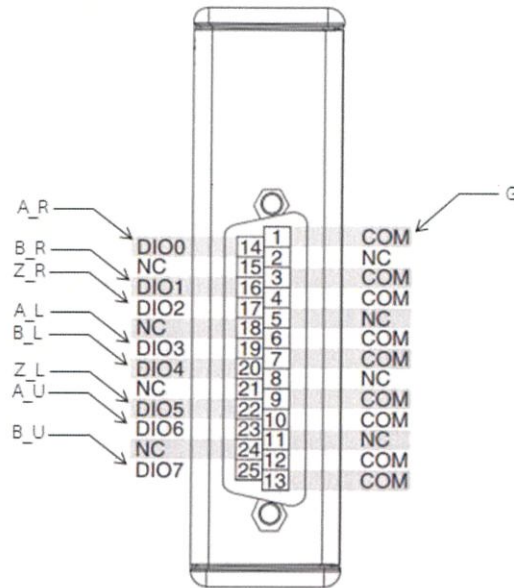 A_R
B_R
Z_R
A_L
B_L
Z_L
A_U
B_U
DIO0
NC
DIO1
DIO2
NC
DIO3
DIO4
NC
DIO5
DIO6
NC
DIO7
14
15
16
17
18
19
20
21
22
23
24
25
1
2
3
4
5
6
7
8
9
10
11
12
13
COM
NC
COM
COM
NC
COM
COM
NC
COM
COM
NC
COM
COM